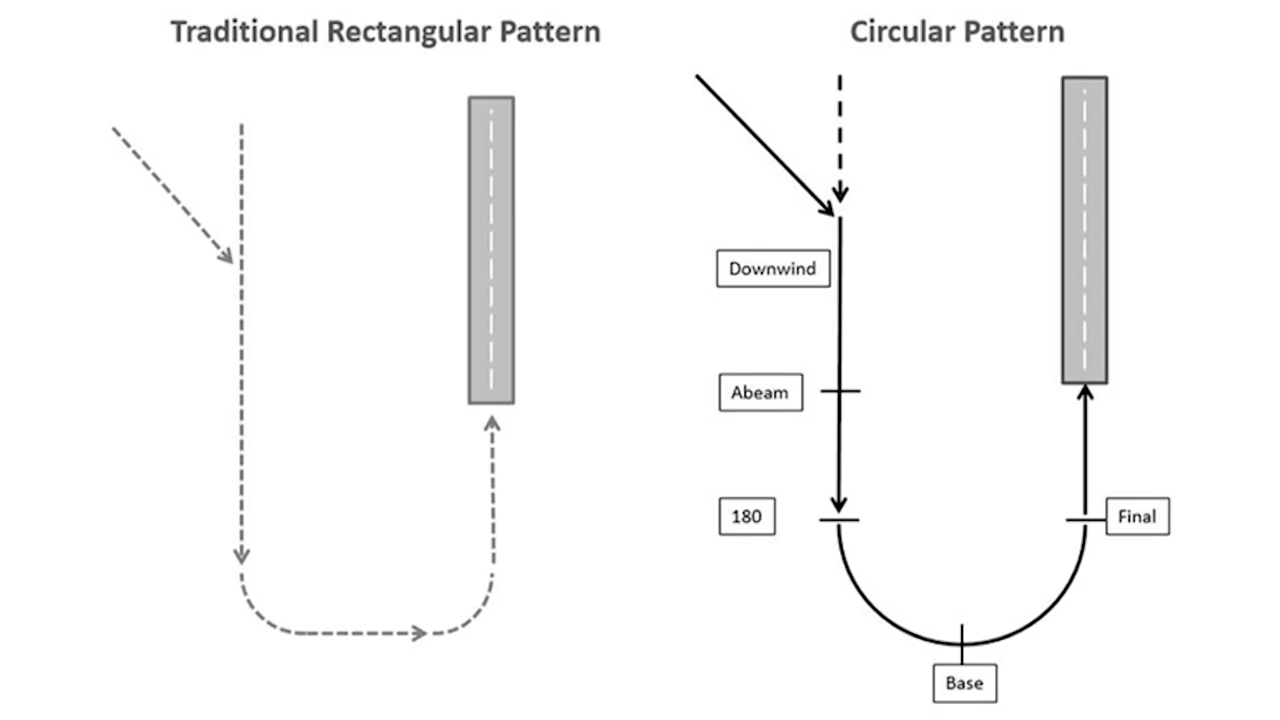 Traditional Rectangular Pattern
Circular Pattern
Downwind
Abeam
180
Final
Base